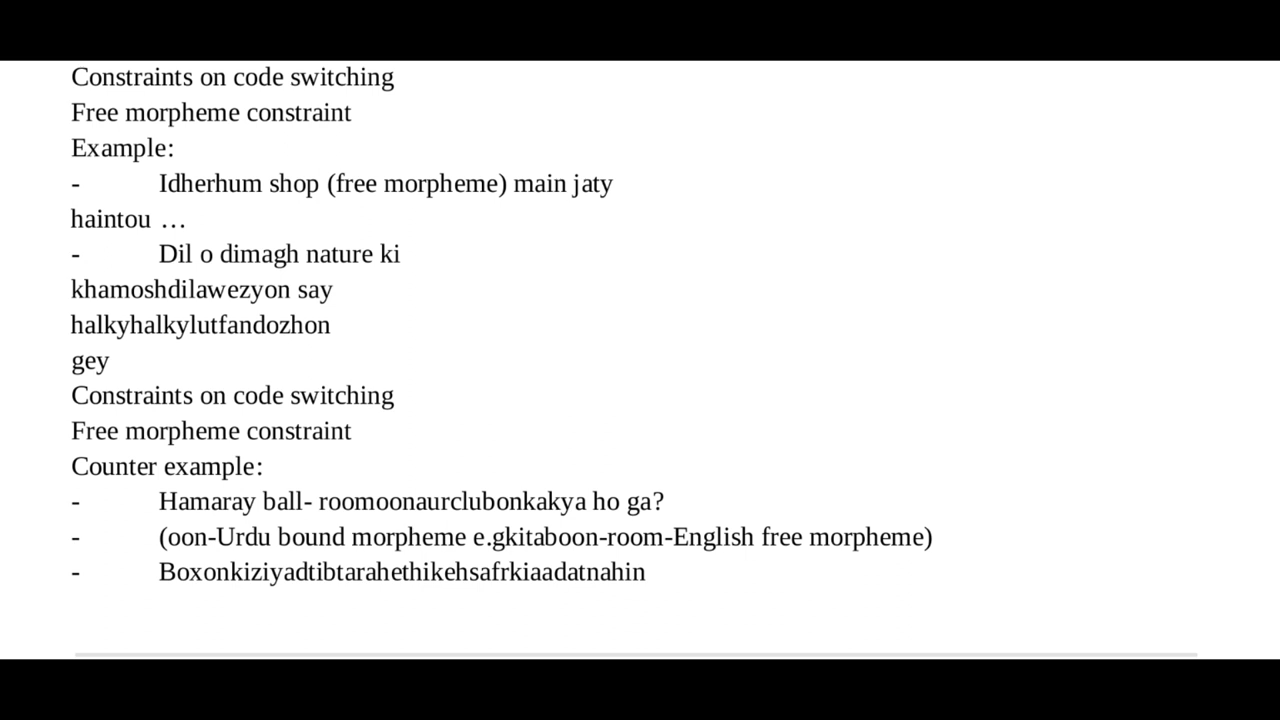 Constraints on code switching
Free morpheme constraint
Example:
- Idherhum shop (free morpheme) main jaty
haintou …
- Dil o dimagh nature ki
khamoshdilawezyon say
halkyhalkylutfandozhon
gey
Constraints on code switching
Free morpheme constraint
Counter example:
- Hamaray ball- roomoonaurclubonkakya ho ga?
- (oon-Urdu bound morpheme e.gkitaboon-room-English free morpheme)
- Boxonkiziyadtibtarahethikehsafrkiaadatnahin